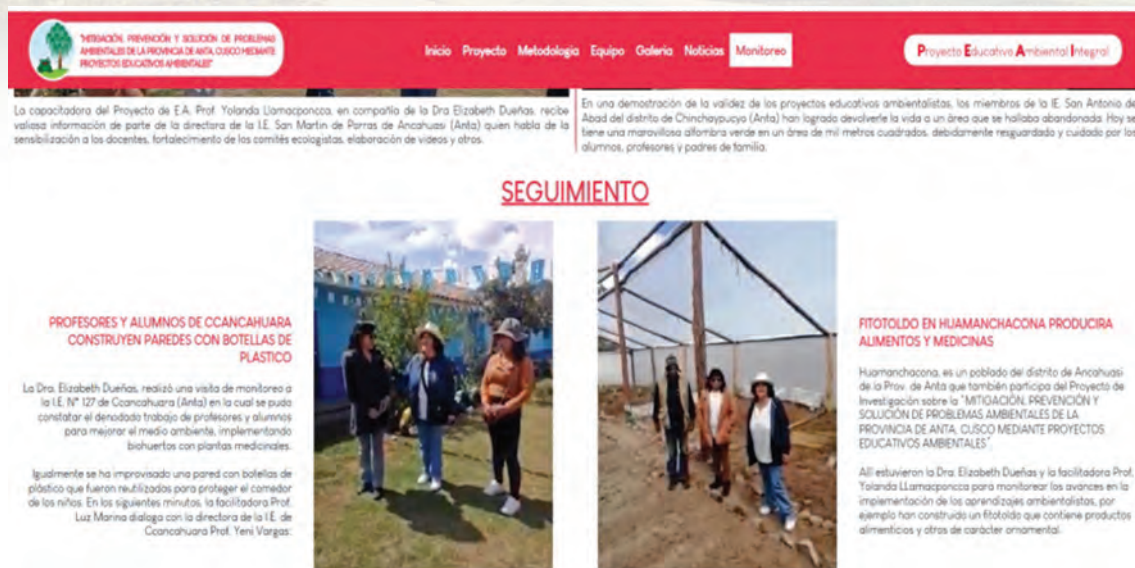 "MITIGACIÓN, PREVENCIÓN Y SOLUCIÓN DE PROBLEMAS
AMBIENTALES DE LA PROVINCIA DE ANTA, CUSCO MEDIANTE
PROYECTOS EDUCATIVOS AMBIENTALES"
Inicio Proyecto Metodología Equipo Galeria Noticias Monitoreo
Proyecto Educativo Ambiental Integral
La capacitadora del Proyecto de E.A. Prof. Yolanda Llamacponcca, en compañía de la Dra Elizabeth Dueñas, recibe
valiosa información de parte de la directora de la I.E. San Martin de Porras de Ancahuasi (Anta) quien habla de la
sensibilización a los docentes, fortalecimiento de los comités ecologistas, elaboración de videos y otros.
En una demostración de la validez de los proyectos educativos ambientalistas, los miembros de la IE. San Antonio de
Abad del distrito de Chinchaypucyo (Anta) han logrado devolverle la vida a un área que se hallaba abandonada. Hoy se
tiene una maravillosa alfombra verde en un área de mil metros cuadrados, debidamente resguardado y cuidado por los
alumnos, profesores y padres de familia.
SEGUIMIENTO
PROFESORES Y ALUMNOS DE CCANCAHUARA
CONSTRUYEN PAREDES CON BOTELLAS DE
PLASTICO
La Dra. Elizabeth Dueñas, realizó una visita de monitoreo a
la I.E. N° 127 de Ccancahuara (Anta) en la cual se pudo
constatar el denodado trabajo de profesores y alumnos
para mejorar el medio ambiente, implementando
biohuertos con plantas medicinales.
Igualmente se ha improvisado una pared con botellas de
plástico que fueron reutilizadas para proteger el comedor
de los niños. En los siguientes minutos, la facilitadora Prof.
Luz Marina dialoga con la directora de la I.E. de
Ccancahuara Prof. Yeni Vargas:
FITOTOLDO EN HUAMANCHACONA PRODUCIRA
ALIMENTOS Y MEDICINAS
Huamanchacona, es un poblado del distrito de Ancahuasi
de la Prov. de Anta que también participa del Proyecto de
Investigación sobre la "MITIGACIÓN, PREVENCIÓN Y
SOLUCIÓN DE PROBLEMAS AMBIENTALES DE LA
PROVINCIA DE ANTA, CUSCO MEDIANTE PROYECTOS
EDUCATIVOS AMBIENTALES"
Allí estuvieron la Dra. Elizabeth Dueñas y la facilitadora Prof.
Yolanda LLamacponcca para monitorear los avances en la
implementación de los aprendizajes ambientalistas, por
ejemplo han construido un fitotoldo que contiene productos
alimenticios y otros de carácter ornamental.